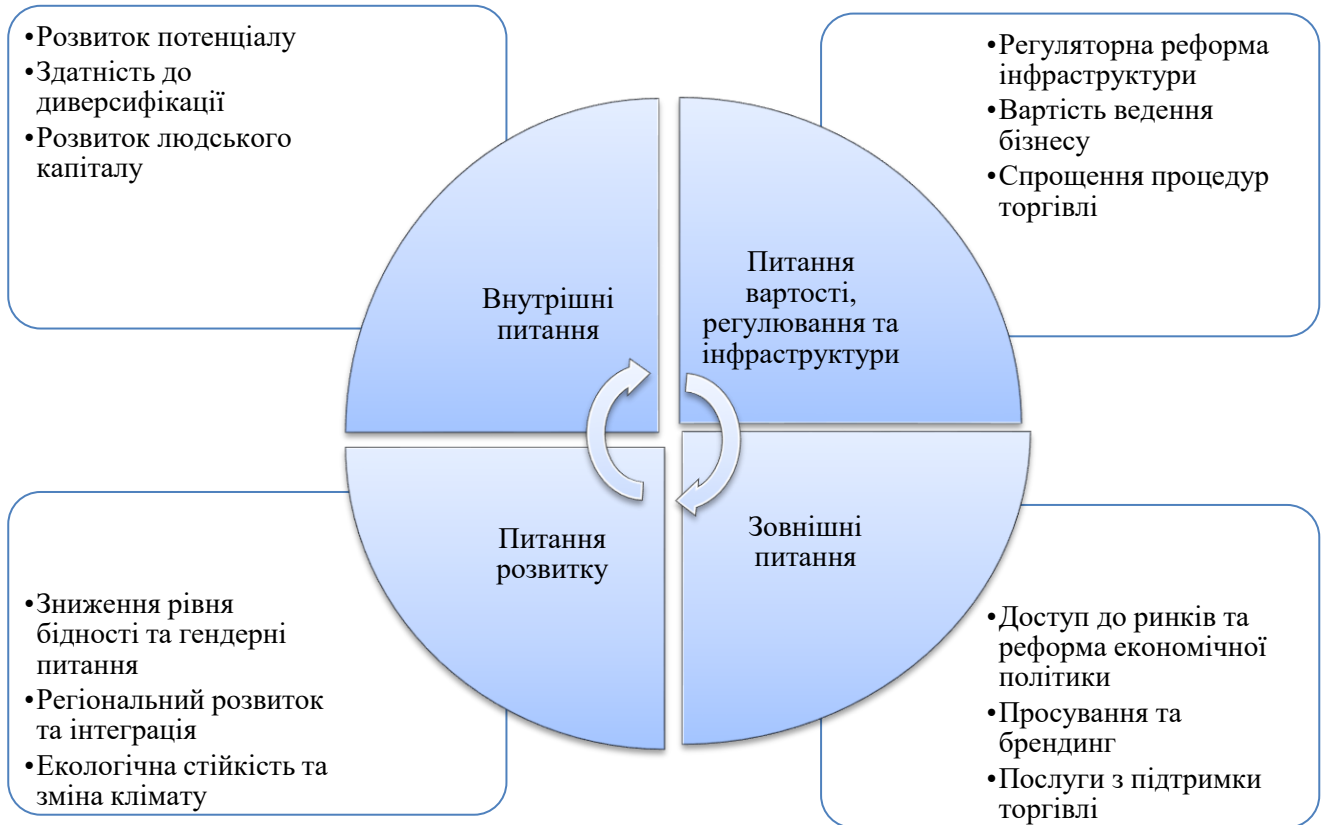 •Розвиток потенціалу
•Здатність до
диверсифікації
•Розвиток людського
капіталу
•Регуляторна реформа
інфраструктури
•Вартість ведення
бізнесу
•Спрощення процедур
торгівлі
Внутрішні
питання
Питання
вартості,
регулювання та
інфраструктури
Питання
розвитку
Зовнішні
питання
•Зниження рівня
бідності та гендерні
питання
•Регіональний розвиток
та інтеграція
•Екологічна стійкість та
зміна клімату
•Доступ до ринків та
реформа економічної
політики
•Просування та
брендинг
•Послуги з підтримки
торгівлі